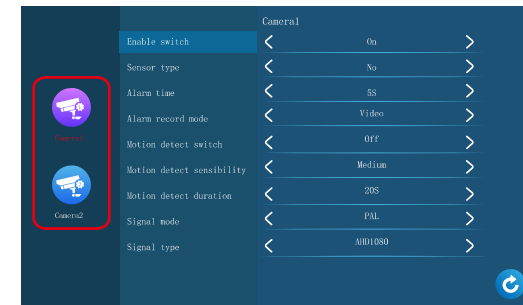 Camera1
Enable switch On
Sensor type No
Alarm time 5S
Alarm record mode Video
Motion detect switch Off
Motion detect sensibility Medium
Motion detect duration 20S
Signal mode PAL
Signal type AHD1080
Camera1
Camera2